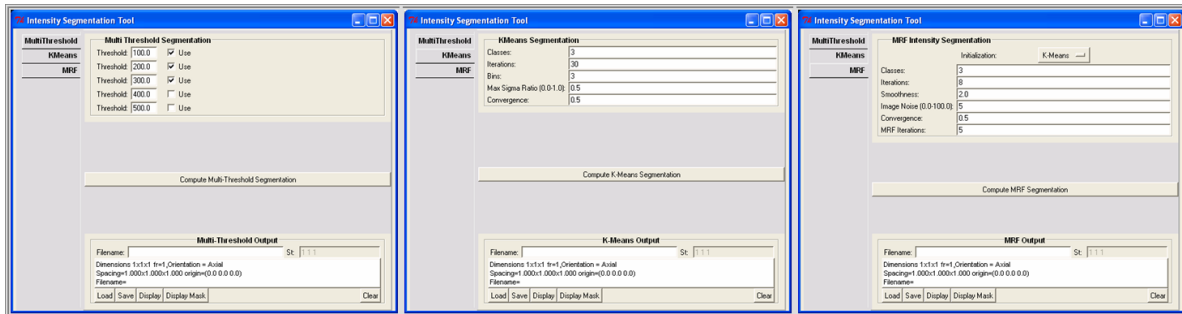 Intensity Segmentation Tool
MultiThreshold
KMeans
MRF
Multi Threshold Segmentation
Threshold: 100.0 Use
Threshold: 200.0 Use
Threshold: 300.0 Use
Threshold: 400.0 Use
Threshold: 500.0 Use
Compute Multi-Threshold Segmentation
Multi-Threshold Output
Filename: St: 1 1 1
Dimensions 1x1x1 fr=1,Orientation = Axial
Spacing=1.000x1.000x1.000 origin=(0.0 0.0 0.0)
Filename=
Load Save Display Display Mask Clear
Intensity Segmentation Tool
MultiThreshold
KMeans
MRF
KMeans Segmentation
Classes: 3
Iterations: 30
Bins: 3
Max Sigma Ratio (0.0-1.0): 0.5
Convergence: 0.5
Compute K-Means Segmentation
K-Means Output
Filename: St: 1 1 1
Dimensions 1x1x1 fr=1,Orientation = Axial
Spacing=1.000x1.000x1.000 origin=(0.0 0.0 0.0)
Filename=
Load Save Display Display Mask Clear
Intensity Segmentation Tool
MultiThreshold
KMeans
MRF
MRF Intensity Segmentation
Initialization: K-Means
Classes: 3
Iterations: 8
Smoothness: 2.0
Image Noise (0.0-100.0): 5
Convergence: 0.5
MRF Iterations: 5
Compute MRF Segmentation
MRF Output
Filename: St: 1 1 1
Dimensions 1x1x1 fr=1,Orientation = Axial
Spacing=1.000x1.000x1.000 origin=(0.0 0.0 0.0)
Filename=
Load Save Display Display Mask Clear